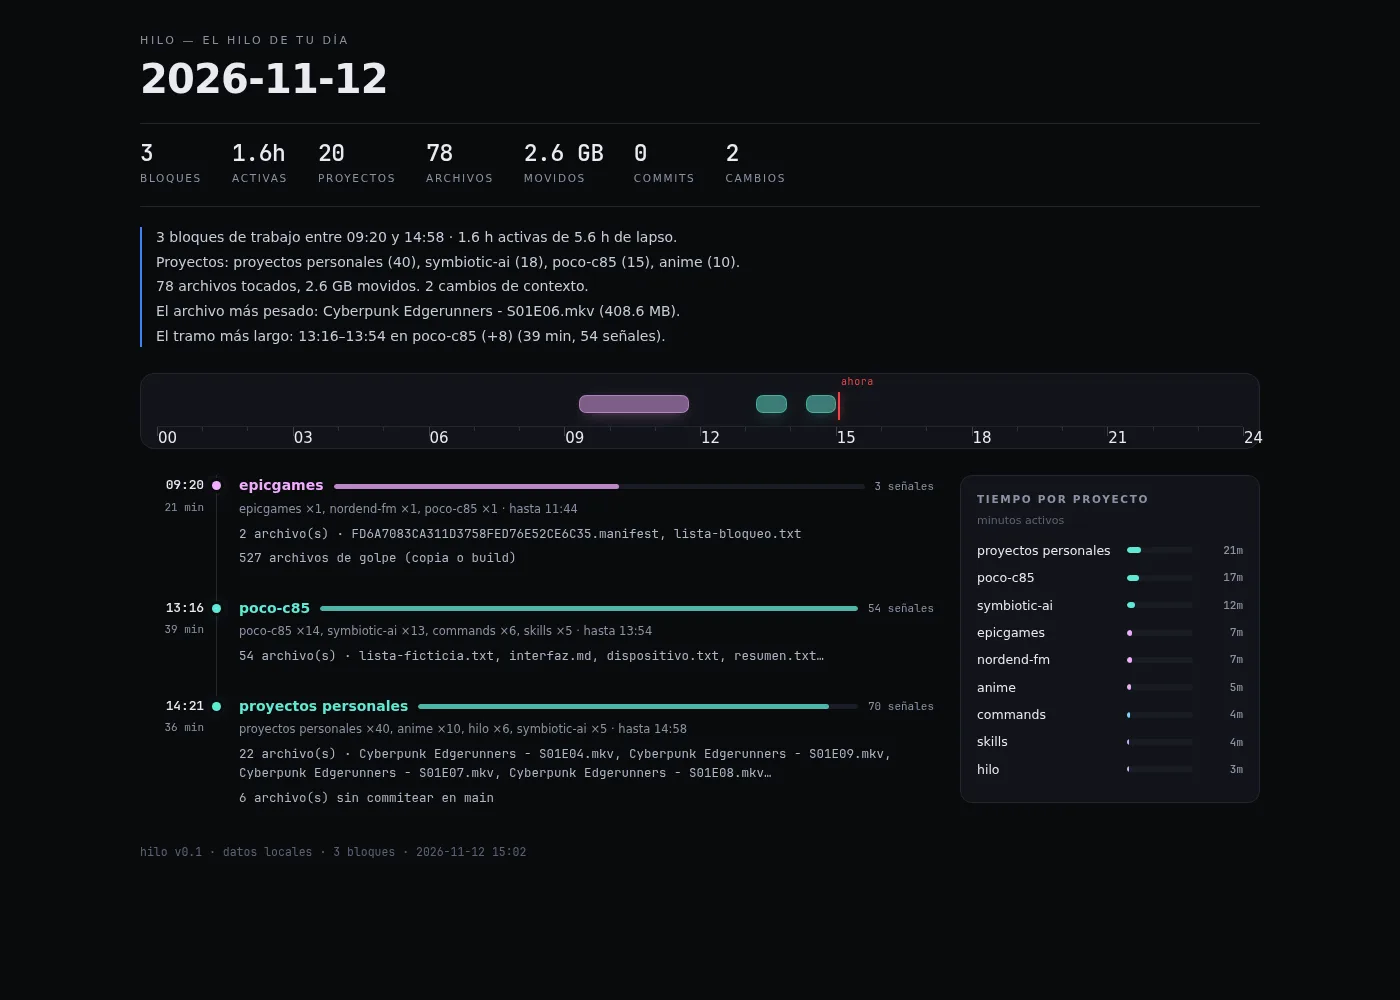 HILO — EL HILO DE TU DÍA
2026-11-12
3
BLOQUES
1.6h
ACTIVAS
20
PROYECTOS
78
ARCHIVOS
2.6 GB
MOVIDOS
0
COMMITS
2
CAMBIOS
3 bloques de trabajo entre 09:20 y 14:58 · 1.6 h activas de 5.6 h de lapso.
Proyectos: proyectos personales (40), symbiotic-ai (18), poco-c85 (15), anime (10).
78 archivos tocados, 2.6 GB movidos. 2 cambios de contexto.
El archivo más pesado: Cyberpunk Edgerunners - S01E06.mkv (408.6 MB).
El tramo más largo: 13:16–13:54 en poco-c85 (+8) (39 min, 54 señales).
ahora
00 03 06 09 12 15 18 21 24
09:20 epicgames 3 señales
21 min epicgames ×1, nordend-fm ×1, poco-c85 ×1 · hasta 11:44
2 archivo(s) · FD6A7083CA311D3758FED76E52CE6C35.manifest, lista-bloqueo.txt
527 archivos de golpe (copia o build)
13:16 poco-c85 54 señales
39 min poco-c85 ×14, symbiotic-ai ×13, commands ×6, skills ×5 · hasta 13:54
54 archivo(s) · lista-ficticia.txt, interfaz.md, dispositivo.txt, resumen.txt…
14:21 proyectos personales 70 señales
36 min proyectos personales ×40, anime ×10, hilo ×6, symbiotic-ai ×5 · hasta 14:58
22 archivo(s) · Cyberpunk Edgerunners - S01E04.mkv, Cyberpunk Edgerunners - S01E09.mkv,
Cyberpunk Edgerunners - S01E07.mkv, Cyberpunk Edgerunners - S01E08.mkv…
6 archivo(s) sin commitear en main
TIEMPO POR PROYECTO
minutos activos
proyectos personales 21m
poco-c85 17m
symbiotic-ai 12m
epicgames 7m
nordend-fm 7m
anime 5m
commands 4m
skills 4m
hilo 3m
hilo v0.1 · datos locales · 3 bloques · 2026-11-12 15:02